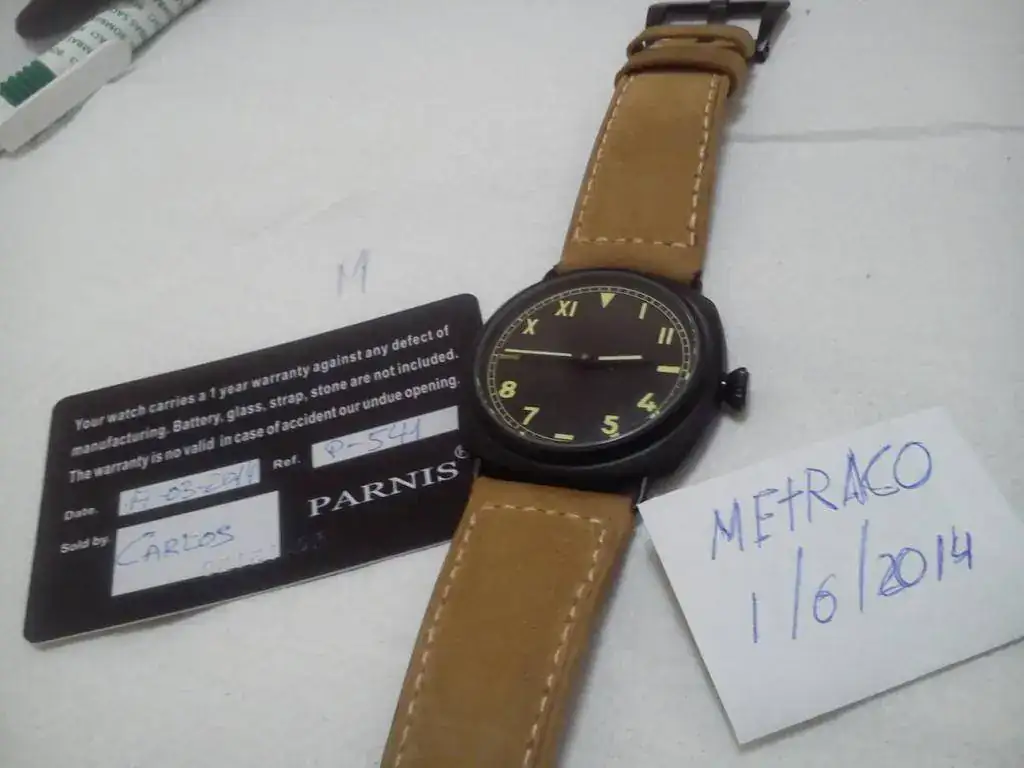 M
Your watch carries a 1 year warranty against any defect of
manufacturing. Battery, glass, strap, stone are not included.
The warranty is no valid in case of accident our undue opening.
Date.
Ref. P-541
Sold by. CARLOS
PARNIS®
XI I
X II
8 4
7 5
METRACO
1/6/2014